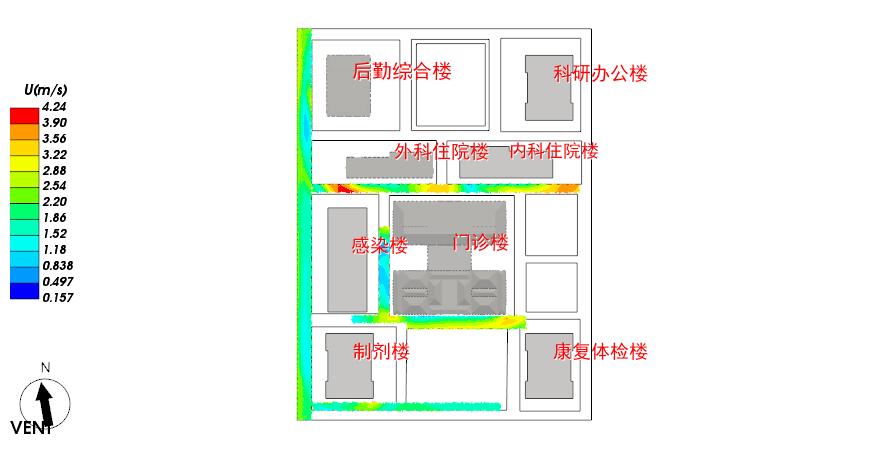 U(m/s)
4.24
3.90
3.56
3.22
2.88
2.54
2.20
1.86
1.52
1.18
0.838
0.497
0.157
后勤综合楼
科研办公楼
外科住院楼
内科住院楼
感染楼
门诊楼
制剂楼
康复体检楼
N
VENT